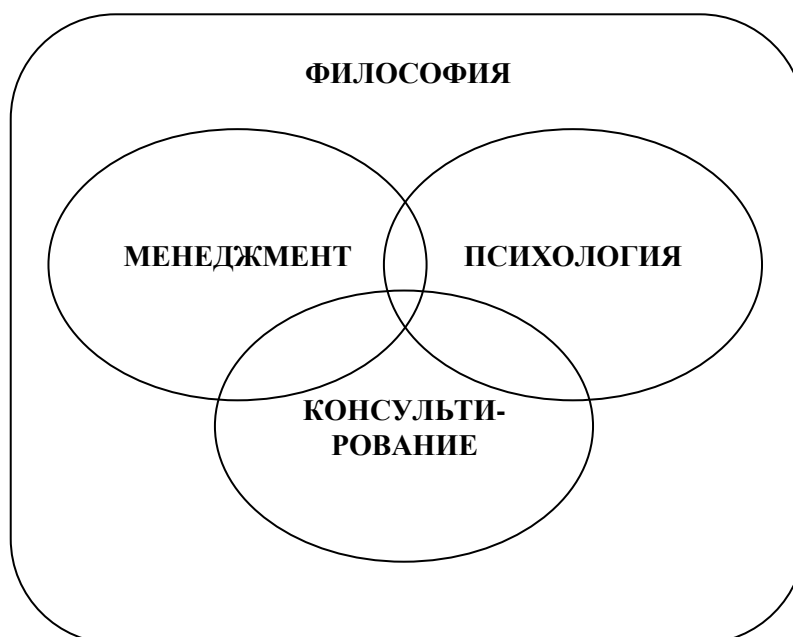 ФИЛОСОФИЯ
МЕНЕДЖМЕНТ
ПСИХОЛОГИЯ
КОНСУЛЬТИ-
РОВАНИЕ